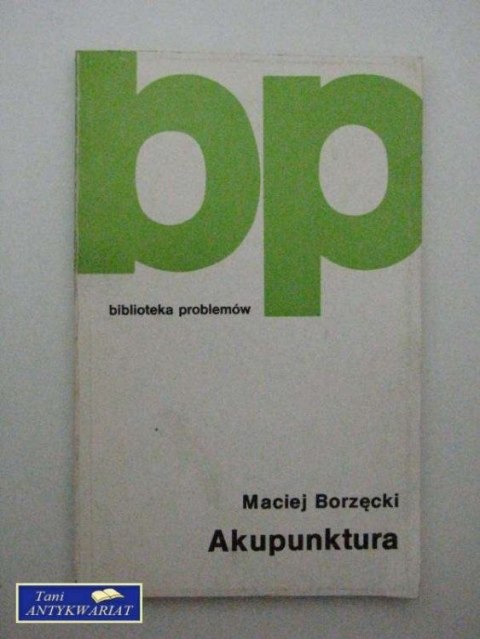 bp
biblioteka problemów
Maciej Borzęcki
Akupunktura
Tani
ANTYKWARIAT